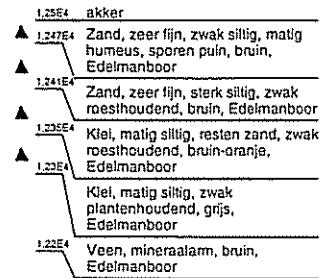 1,25E4 akker
1,247E4 Zand, zeer fijn, zwak siltig, matig
humeus, sporen puin, bruin,
Edelmanboor
1,241E4 Zand, zeer fijn, sterk siltig, zwak
roesthoudend, bruin, Edelmanboor
1,235E4 Klei, matig siltig, resten zand, zwak
roesthoudend, bruin-oranje,
Edelmanboor
1,23E4 Klei, matig siltig, zwak
plantenhoudend, grijs,
Edelmanboor
1,22E4 Veen, mineraalarm, bruin,
Edelmanboor